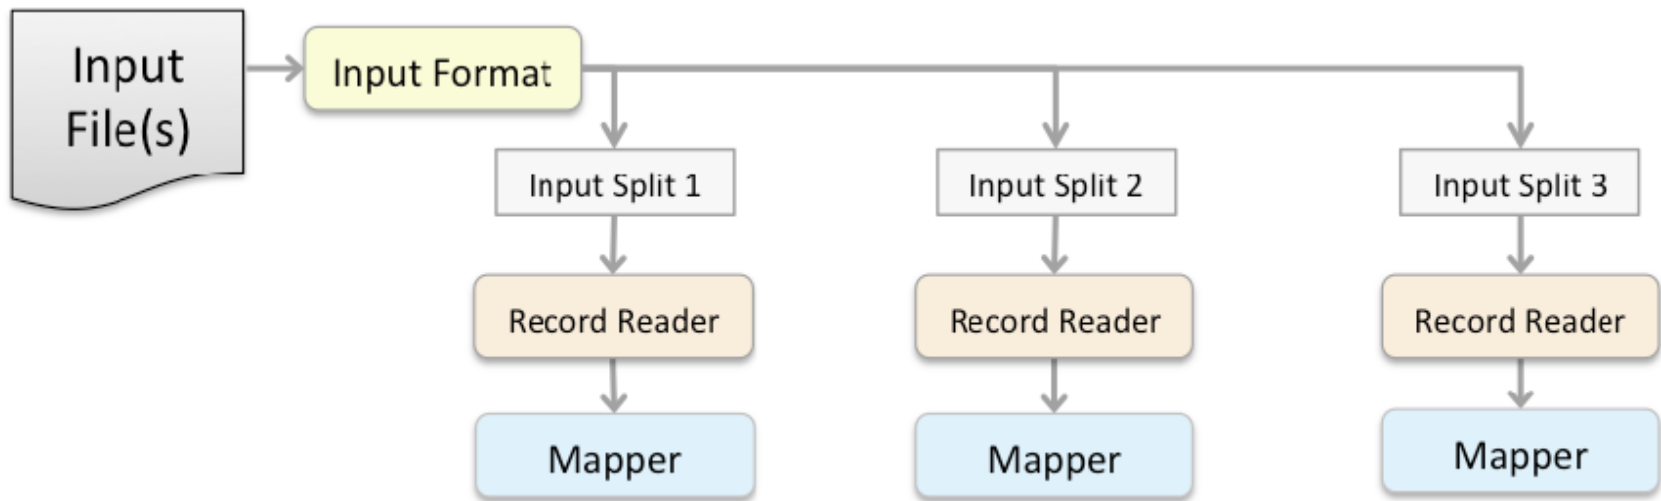 Input
File(s)
Input Format
Input Split 1
Input Split 2
Input Split 3
Record Reader
Record Reader
Record Reader
Mapper
Mapper
Mapper